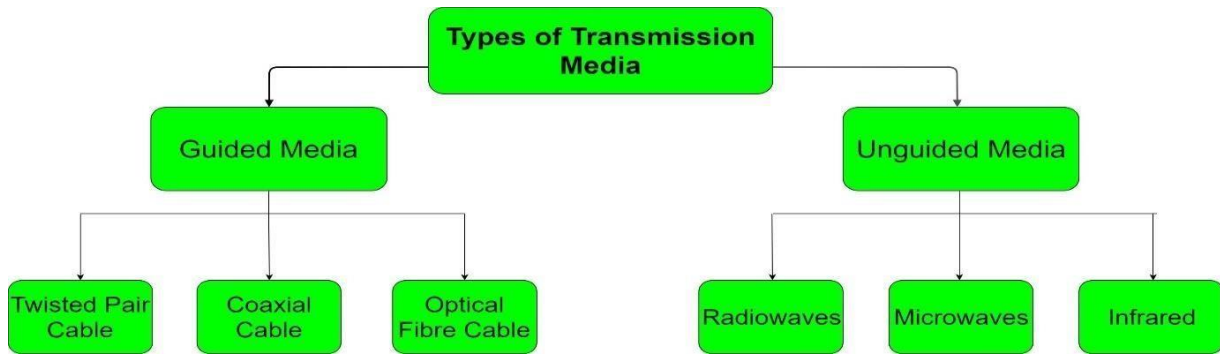 Types of Transmission
Media
Guided Media
Unguided Media
Twisted Pair
Cable
Coaxial
Cable
Optical
Fibre Cable
Radiowaves
Microwaves
Infrared